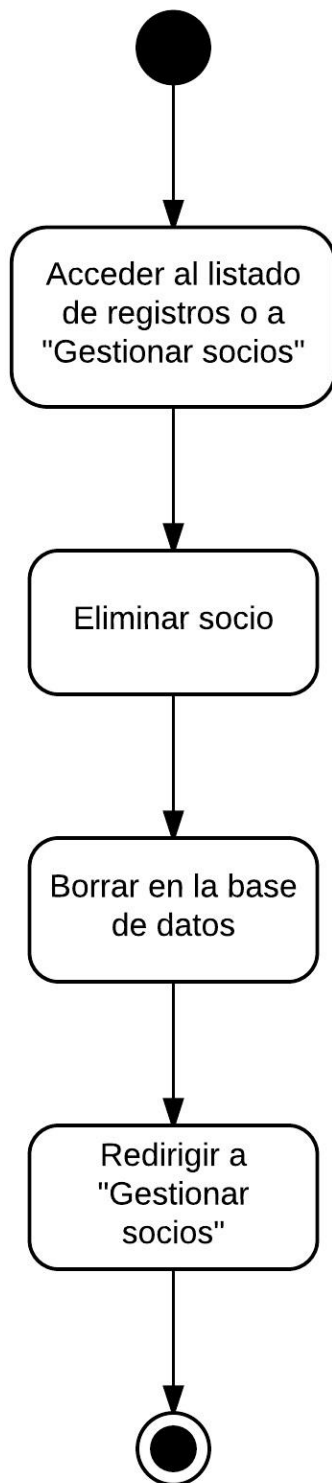 Acceder al listado
de registros o a
"Gestionar socios"
Eliminar socio
Borrar en la base
de datos
Redirigir a
"Gestionar
socios"